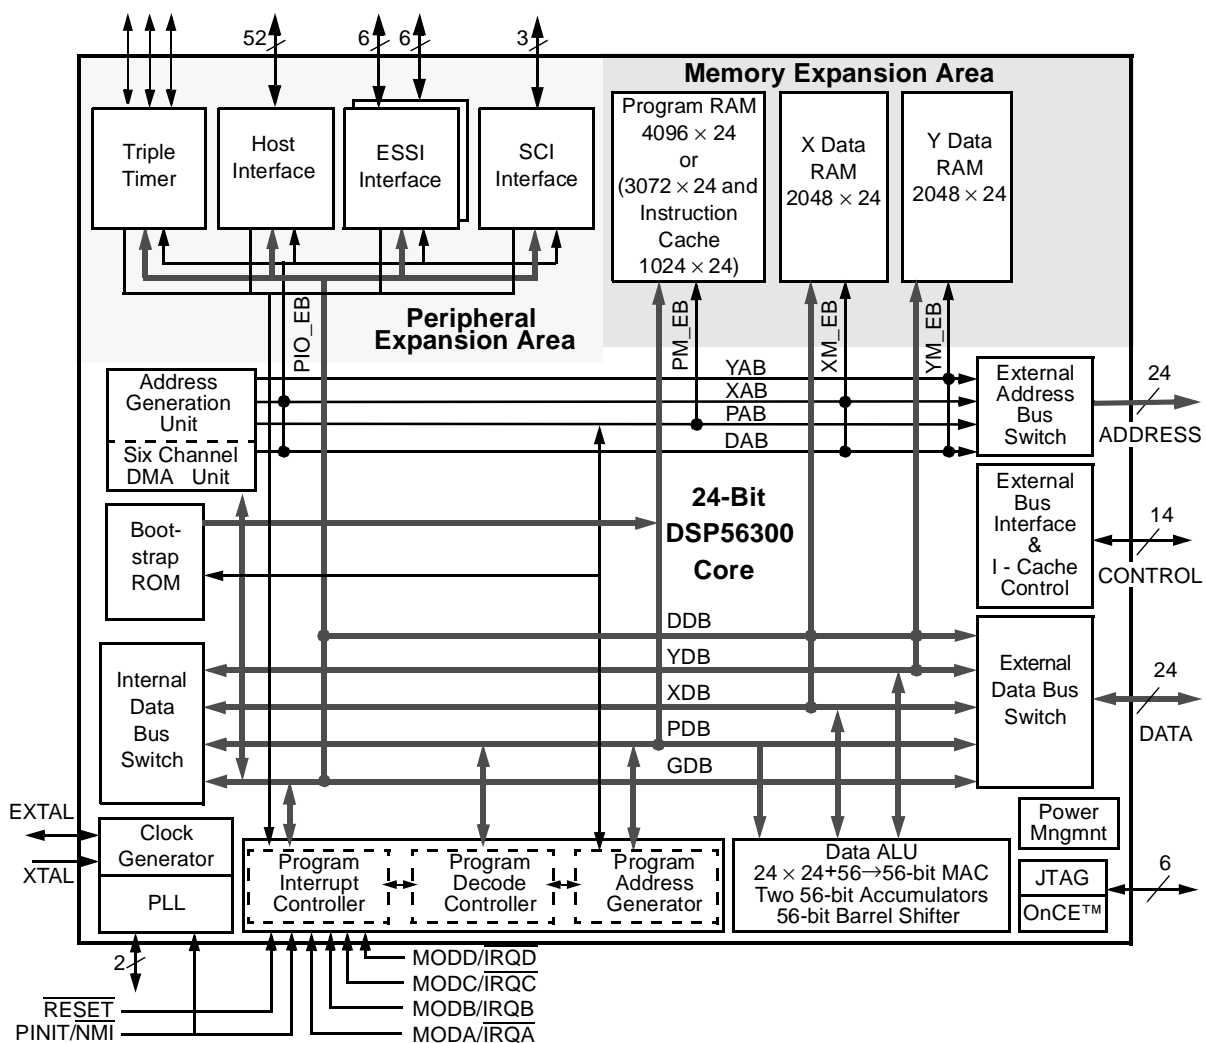 52
6
6
3
Memory Expansion Area
Triple
Timer
Host
Interface
ESSI
Interface
SCI
Interface
Program RAM
4096 × 24
or
(3072 × 24 and
Instruction
Cache
1024 × 24)
X Data
RAM
2048 × 24
Y Data
RAM
2048 × 24
Peripheral
Expansion Area
PIO_EB
PM_EB
XM_EB
YM_EB
Address
Generation
Unit
Six Channel
DMA Unit
YAB
XAB
PAB
DAB
External
Address
Bus
Switch
24
ADDRESS
24-Bit
DSP56300
Core
Boot-
strap
ROM
External
Bus
Interface
&
I - Cache
Control
14
CONTROL
DDB
YDB
XDB
PDB
GDB
Internal
Data
Bus
Switch
External
Data Bus
Switch
24
DATA
EXTAL
XTAL
Clock
Generator
PLL
2
Program
Interrupt
Controller
Program
Decode
Controller
Program
Address
Generator
Data ALU
24 × 24+56→56-bit MAC
Two 56-bit Accumulators
56-bit Barrel Shifter
Power
Mngmnt
JTAG
OnCE™
6
MODD/IRQD
MODC/IRQC
MODB/IRQB
MODA/IRQA
RESET
PINIT/NMI